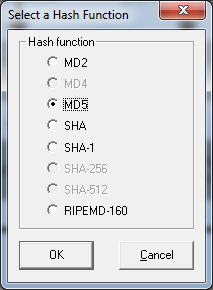 Select a Hash Function
Hash function
MD2
MD4
MD5
SHA
SHA-1
SHA-256
SHA-512
RIPEMD-160
OK
Cancel